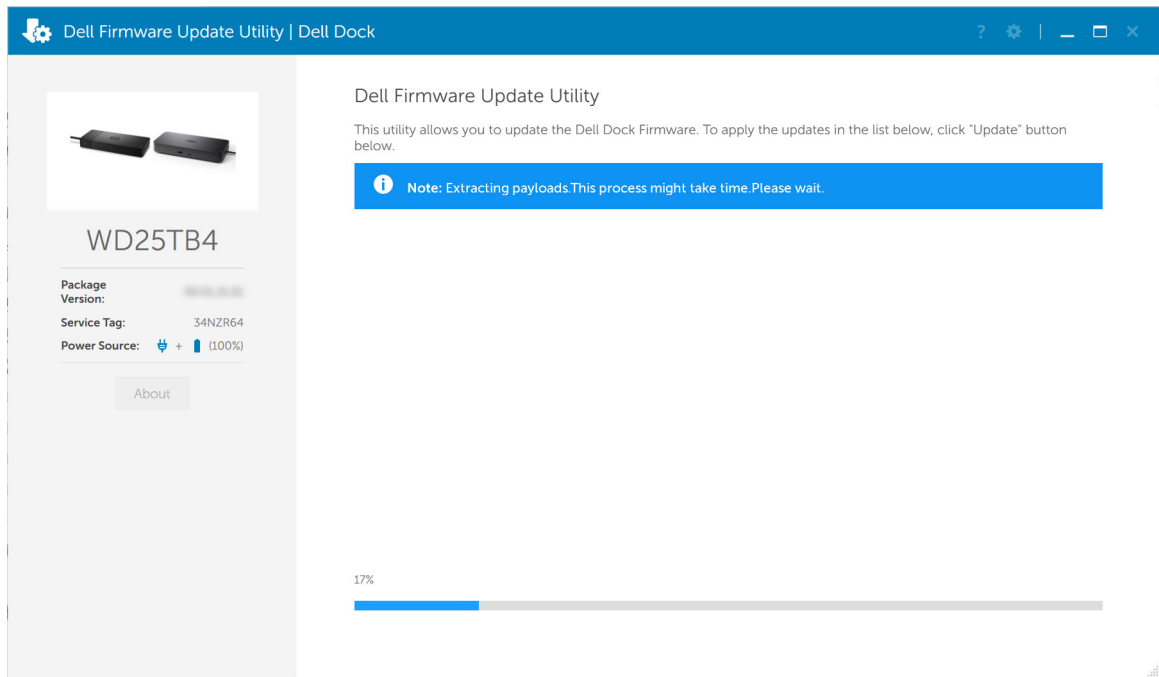 Dell Firmware Update Utility | Dell Dock
Dell Firmware Update Utility
This utility allows you to update the Dell Dock Firmware. To apply the updates in the list below, click "Update" button
below.
Note: Extracting payloads.This process might take time.Please wait.
WD25TB4
Package
Version:
Service Tag: 34NZR64
Power Source: + (100%)
About
17%